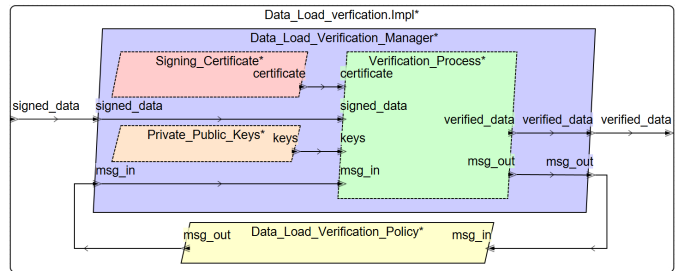 Data_Load_verfication.Impl*
Data_Load_Verification_Manager*
Signing_Certificate*
Verification_Process*
certificate
certificate
signed_data
signed_data
signed_data
verified_data
verified_data
verified_data
Private_Public_Keys*
keys
keys
msg_out
msg_out
msg_in
msg_in
msg_out
Data_Load_Verification_Policy*
msg_in